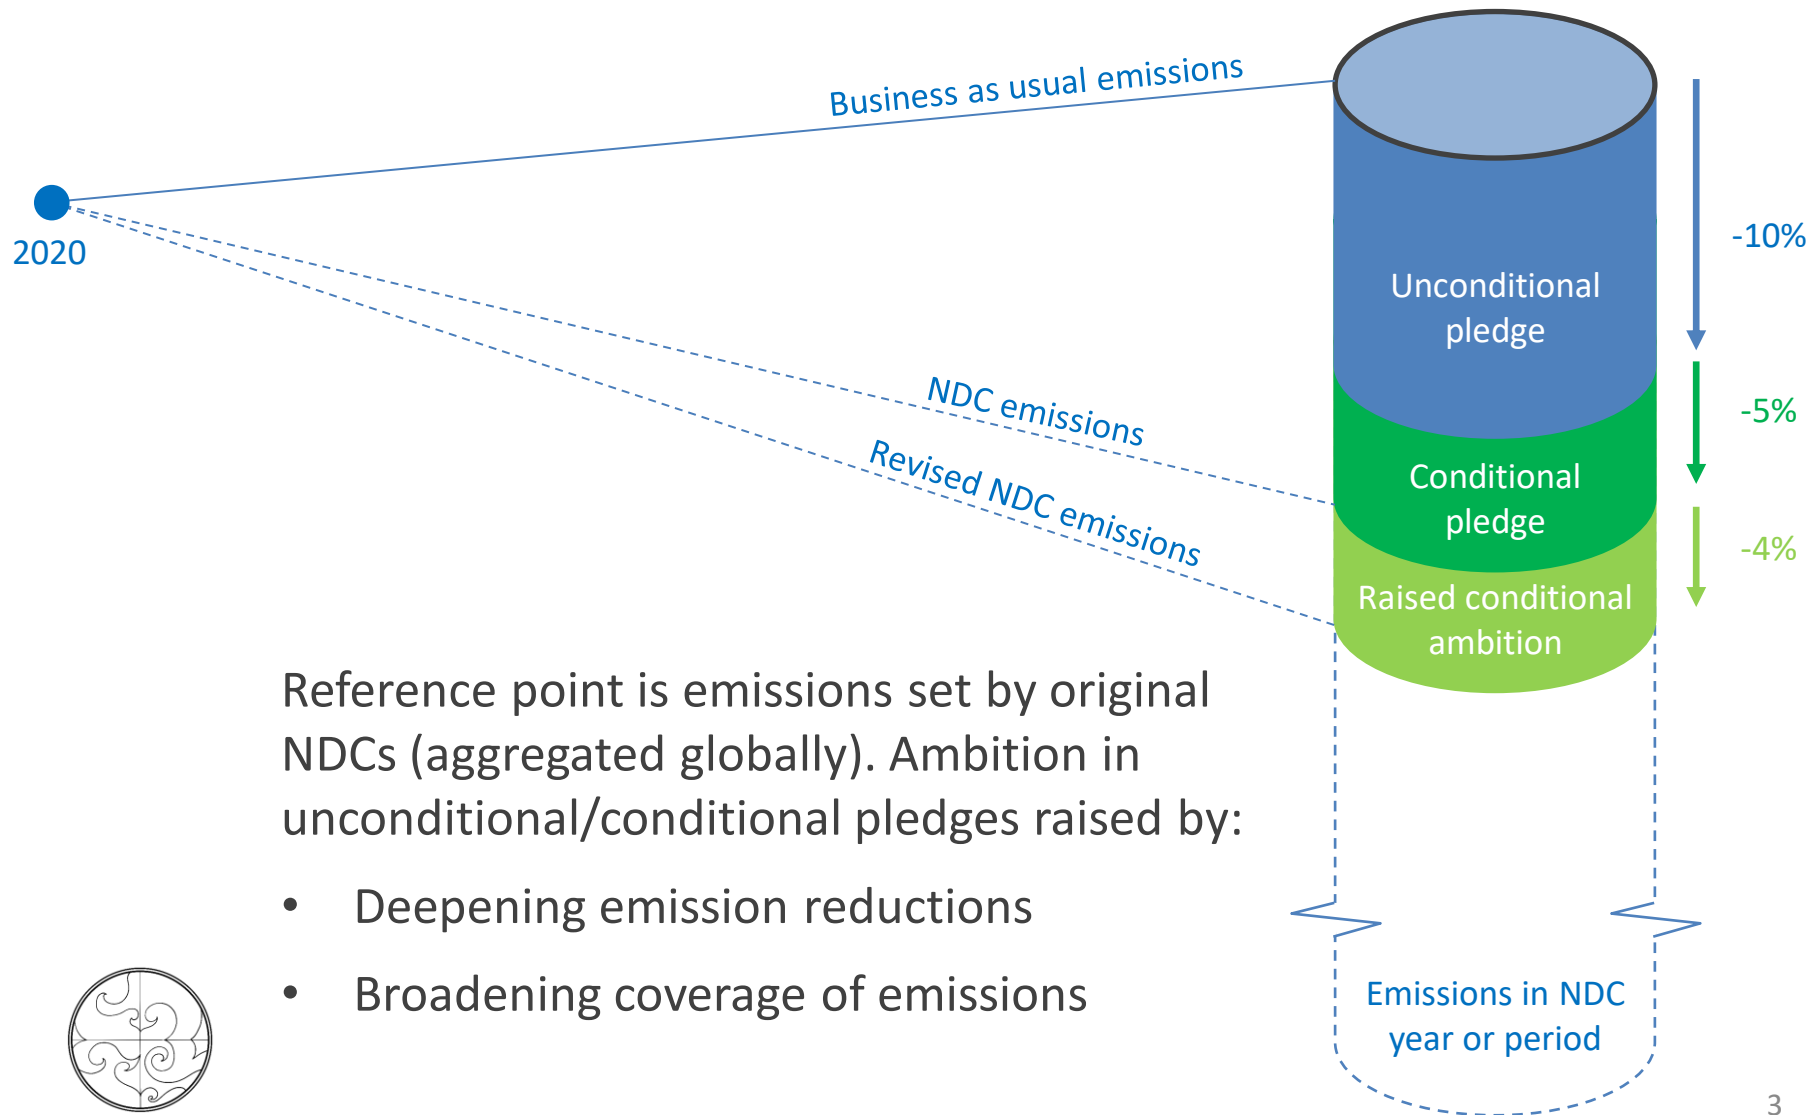 Business as usual emissions
2020
-10%
Unconditional
pledge
NDC emissions
-5%
Revised NDC emissions
Conditional
pledge
-4%
Raised conditional
ambition
Reference point is emissions set by original
NDCs (aggregated globally). Ambition in
unconditional/conditional pledges raised by:
• Deepening emission reductions
• Broadening coverage of emissions
Emissions in NDC
year or period
3